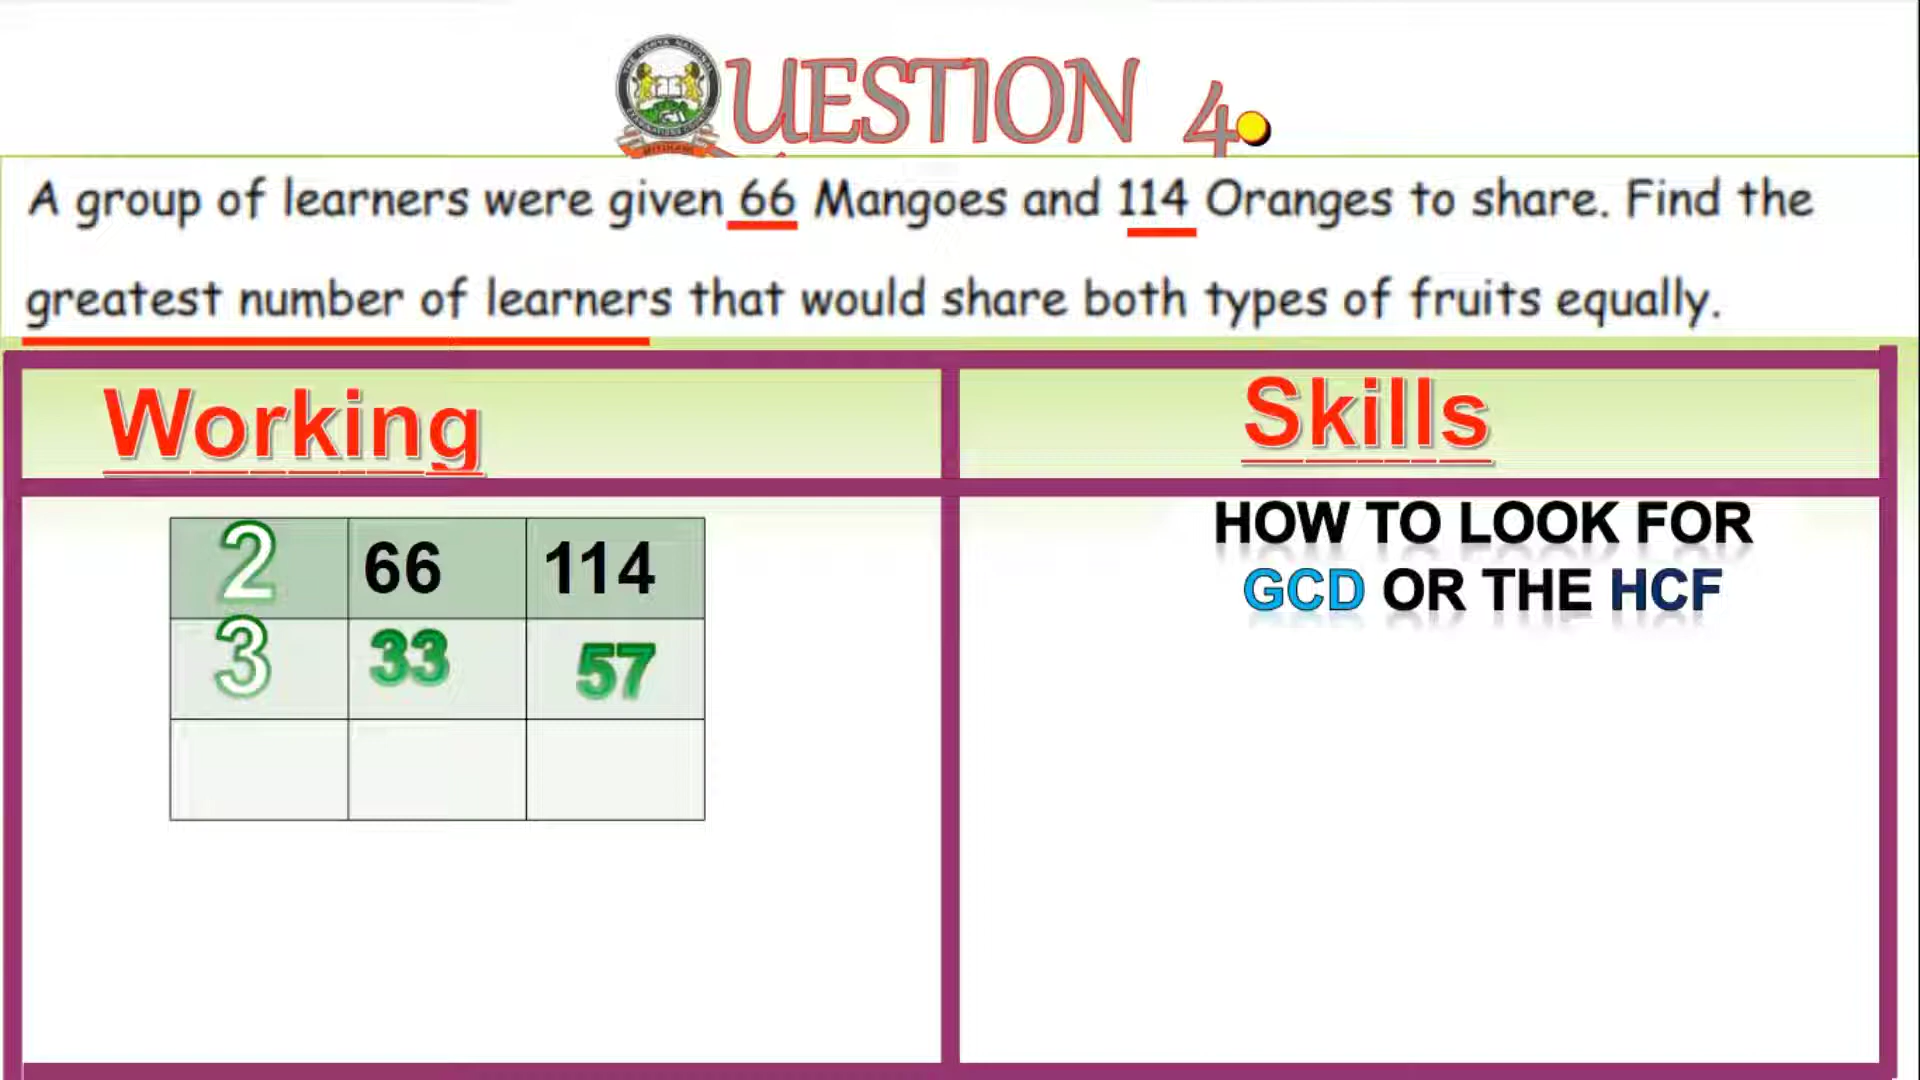 QUESTION 4.
A group of learners were given 66 Mangoes and 114 Oranges to share. Find the
greatest number of learners that would share both types of fruits equally.
Working
Skills
2 66 114
3 33 57
HOW TO LOOK FOR
GCD OR THE HCF